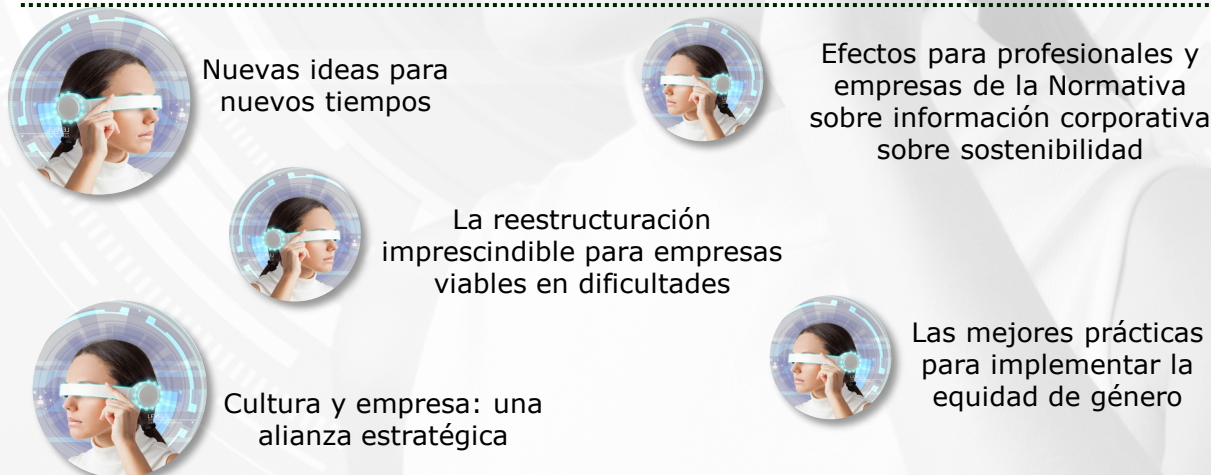 Nuevas ideas para
nuevos tiempos
Efectos para profesionales y
empresas de la Normativa
sobre información corporativa
sobre sostenibilidad
La reestructuración
imprescindible para empresas
viables en dificultades
Las mejores prácticas
para implementar la
equidad de género
Cultura y empresa: una
alianza estratégica